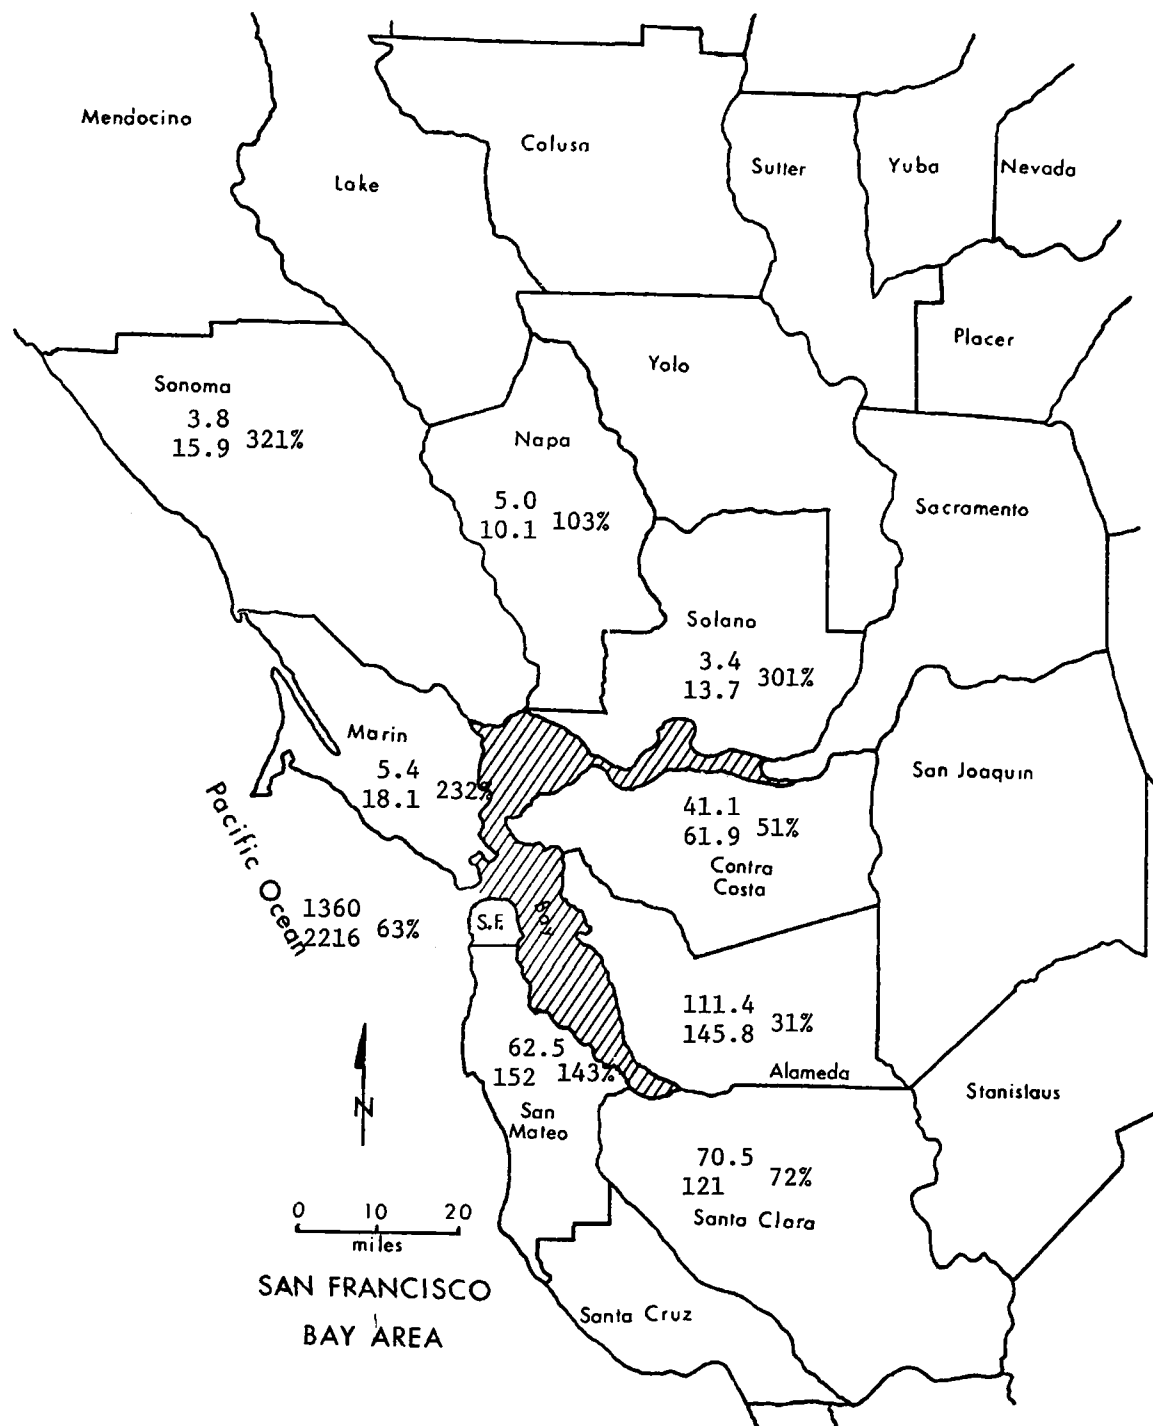 Mendocino
Lake
Colusa
Sutter
Yuba
Nevada
Placer
Yolo
Sonoma
3.8
15.9 321%
Napa
5.0
10.1 103%
Sacramento
Solano
3.4
13.7 301%
Marin
5.4
18.1 232%
San Joaquin
41.1
61.9 51%
Contra
Costa
Pacific Ocean
1360
2216 63%
S.F.
Bay
111.4
145.8 31%
Alameda
62.5
152 143%
San
Mateo
Stanislaus
N
70.5
121 72%
Santa Clara
0 10 20
miles
SAN FRANCISCO
BAY AREA
Santa Cruz